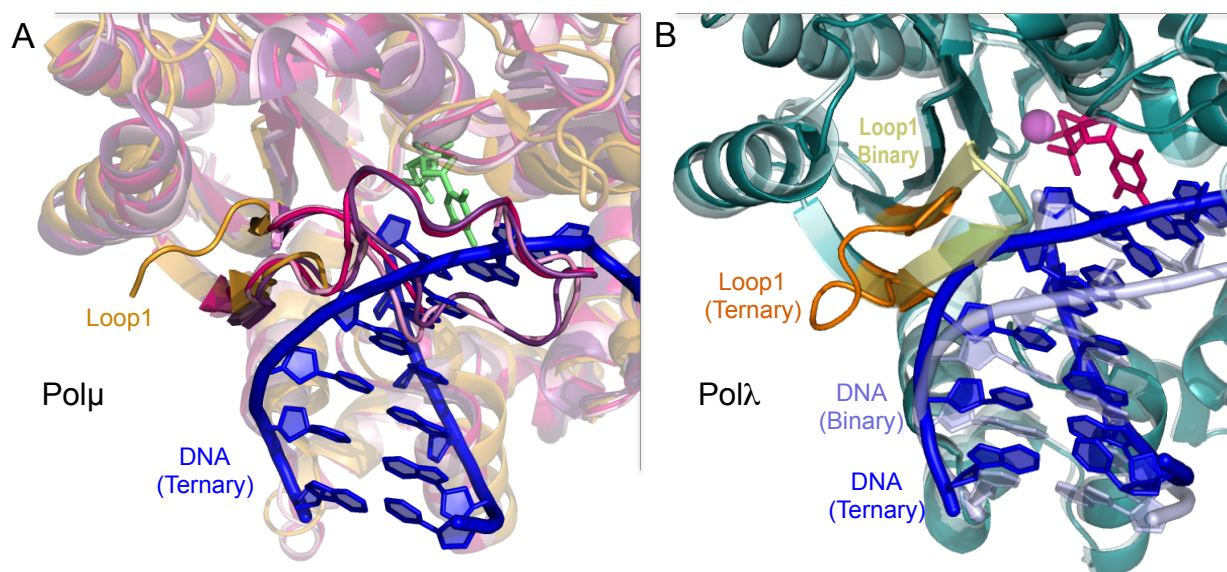 A
Loop1
Polμ
DNA
(Ternary)
B
Loop1
Binary
Loop1
(Ternary)
Polλ
DNA
(Binary)
DNA
(Ternary)